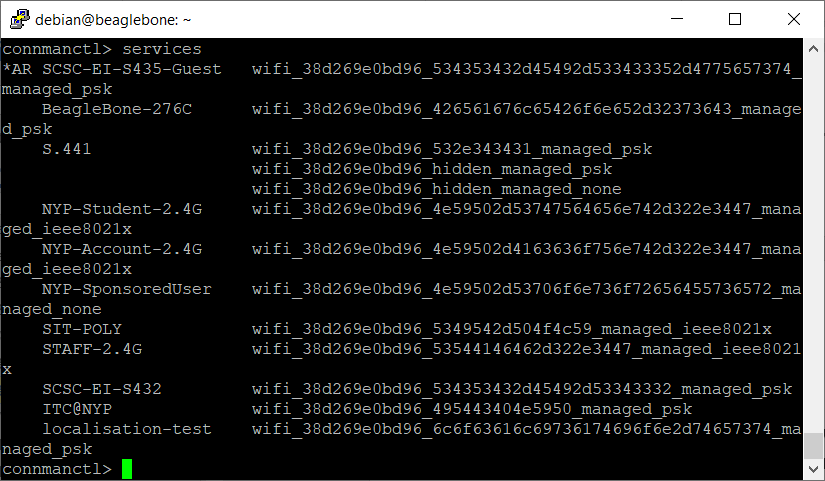 debian@beaglebone: ~
connmanctl> services
*AR SCSC-EI-S435-Guest   wifi_38d269e0bd96_534353432d45492d533433352d4775657374_
managed_psk
    BeagleBone-276C      wifi_38d269e0bd96_426561676c65426f6e652d32373643_manage
d_psk
    S.441                wifi_38d269e0bd96_532e343431_managed_psk
                         wifi_38d269e0bd96_hidden_managed_psk
                         wifi_38d269e0bd96_hidden_managed_none
    NYP-Student-2.4G     wifi_38d269e0bd96_4e59502d53747564656e742d322e3447_mana
ged_ieee8021x
    NYP-Account-2.4G     wifi_38d269e0bd96_4e59502d4163636f756e742d322e3447_mana
ged_ieee8021x
    NYP-SponsoredUser    wifi_38d269e0bd96_4e59502d53706f6e736f72656455736572_ma
naged_none
    SIT-POLY             wifi_38d269e0bd96_5349542d504f4c59_managed_ieee8021x
    STAFF-2.4G           wifi_38d269e0bd96_53544146462d322e3447_managed_ieee8021
x
    SCSC-EI-S432         wifi_38d269e0bd96_534353432d45492d53343332_managed_psk
    ITC@NYP              wifi_38d269e0bd96_495443404e5950_managed_psk
    localisation-test    wifi_38d269e0bd96_6c6f63616c69736174696f6e2d74657374_ma
naged_psk
connmanctl>